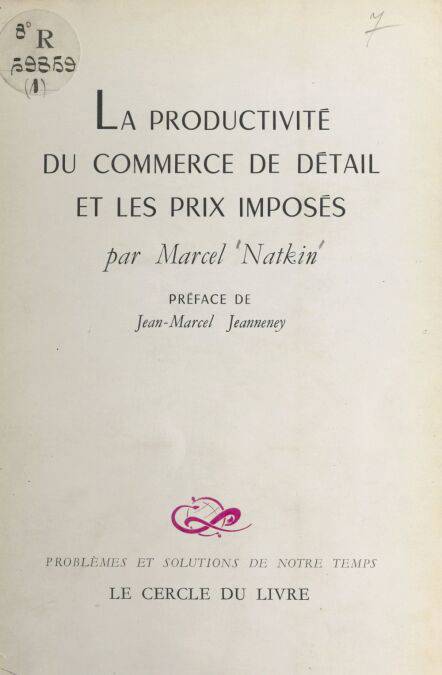 8° R
59859
(1)
7
LA PRODUCTIVITÉ
DU COMMERCE DE DÉTAIL
ET LES PRIX IMPOSÉS
par Marcel "Natkin"
PRÉFACE DE
Jean-Marcel Jeanneney
PROBLÈMES ET SOLUTIONS DE NOTRE TEMPS
LE CERCLE DU LIVRE